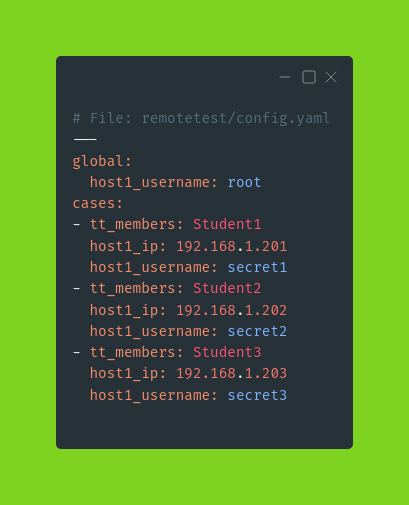 # File: remotetest/config.yaml
---
global:
  host1_username: root
cases:
- tt_members: Student1
  host1_ip: 192.168.1.201
  host1_username: secret1
- tt_members: Student2
  host1_ip: 192.168.1.202
  host1_username: secret2
- tt_members: Student3
  host1_ip: 192.168.1.203
  host1_username: secret3